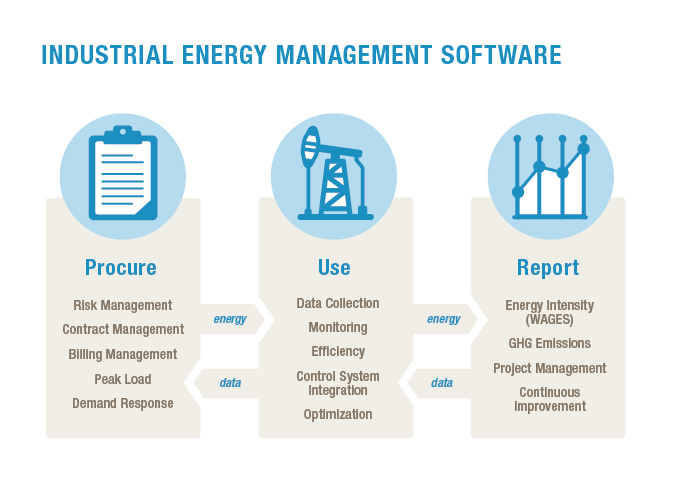 INDUSTRIAL ENERGY MANAGEMENT SOFTWARE
Procure
Risk Management
Contract Management
Billing Management
Peak Load
Demand Response
energy
data
Use
Data Collection
Monitoring
Efficiency
Control System
Integration
Optimization
energy
data
Report
Energy Intensity
(WAGES)
GHG Emissions
Project Management
Continuous
Improvement